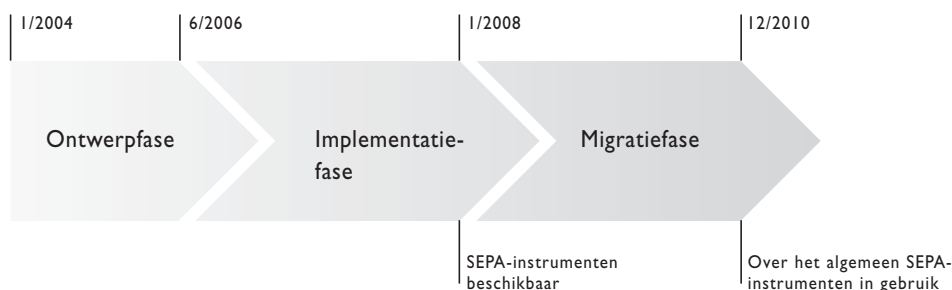 1/2004
6/2006
1/2008
12/2010
Ontwerpfase
Implementatie-
fase
Migratiefase
SEPA-instrumenten
beschikbaar
Over het algemeen SEPA-
instrumenten in gebruik